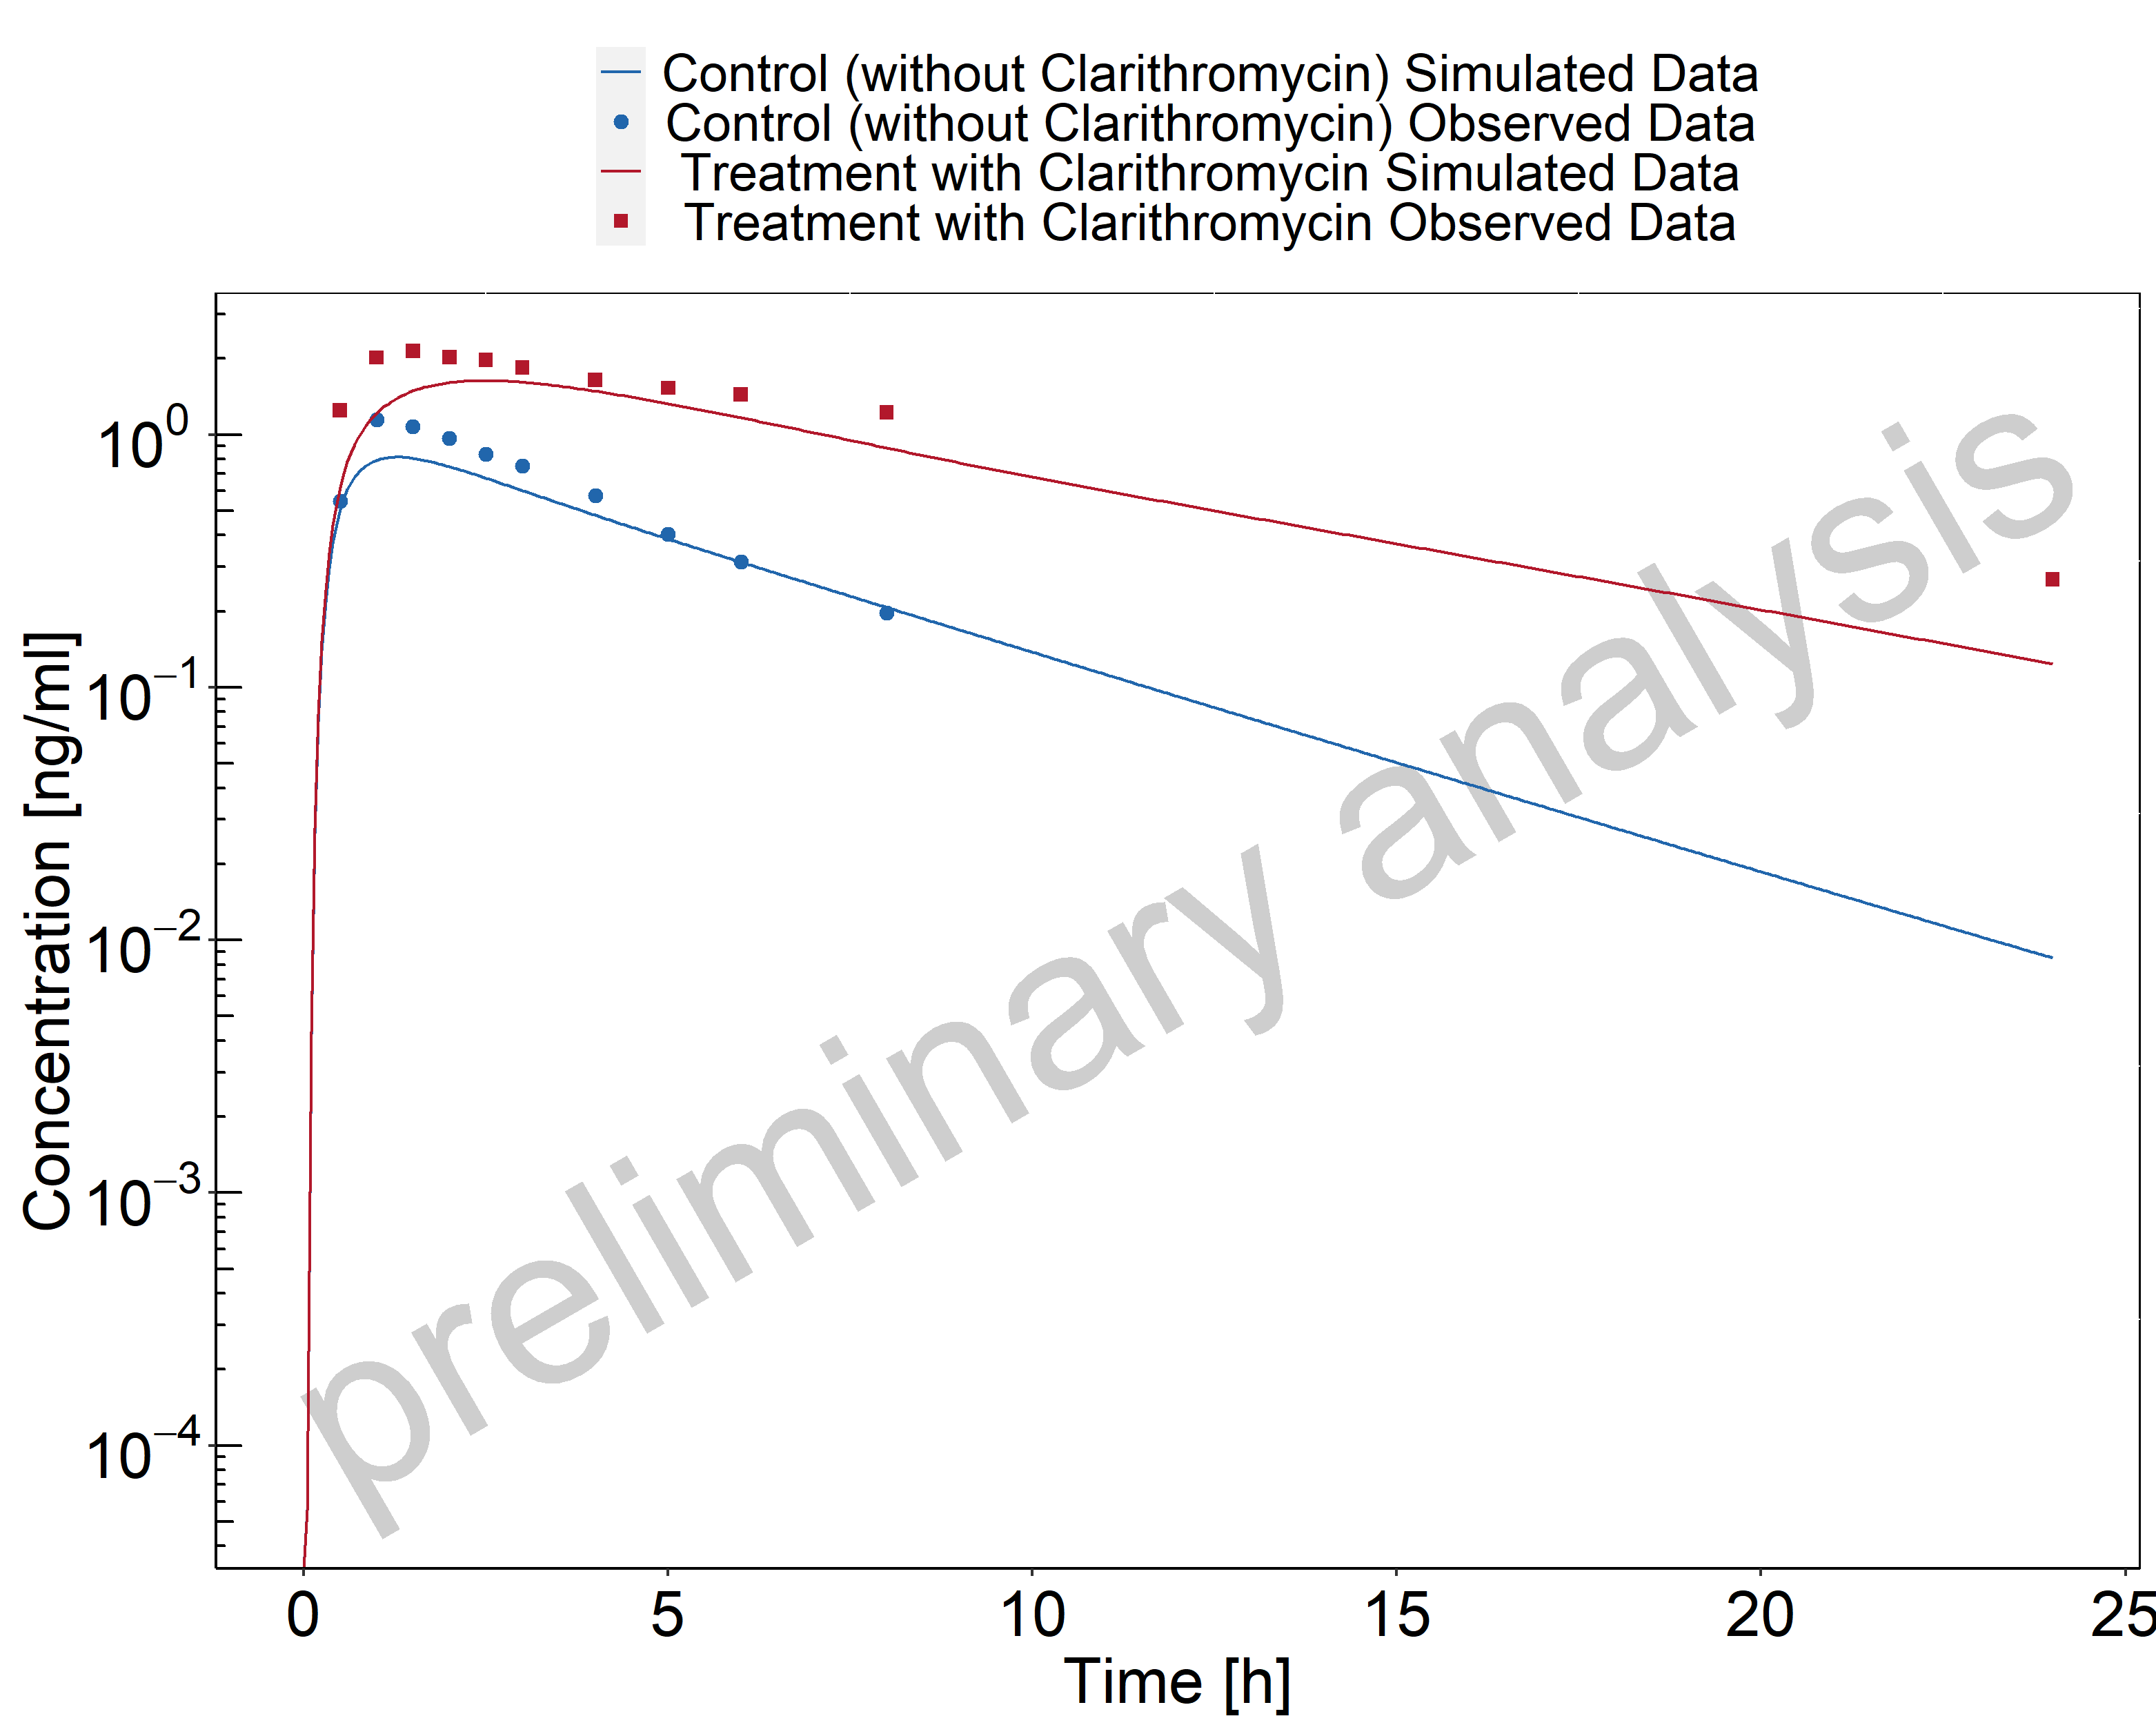 Control (without Clarithromycin) Simulated Data
Control (without Clarithromycin) Observed Data
Treatment with Clarithromycin Simulated Data
Treatment with Clarithromycin Observed Data
Concentration [ng/ml]
10⁰
10⁻¹
10⁻²
10⁻³
10⁻⁴
preliminary analysis
0 5 10 15 20 25
Time [h]